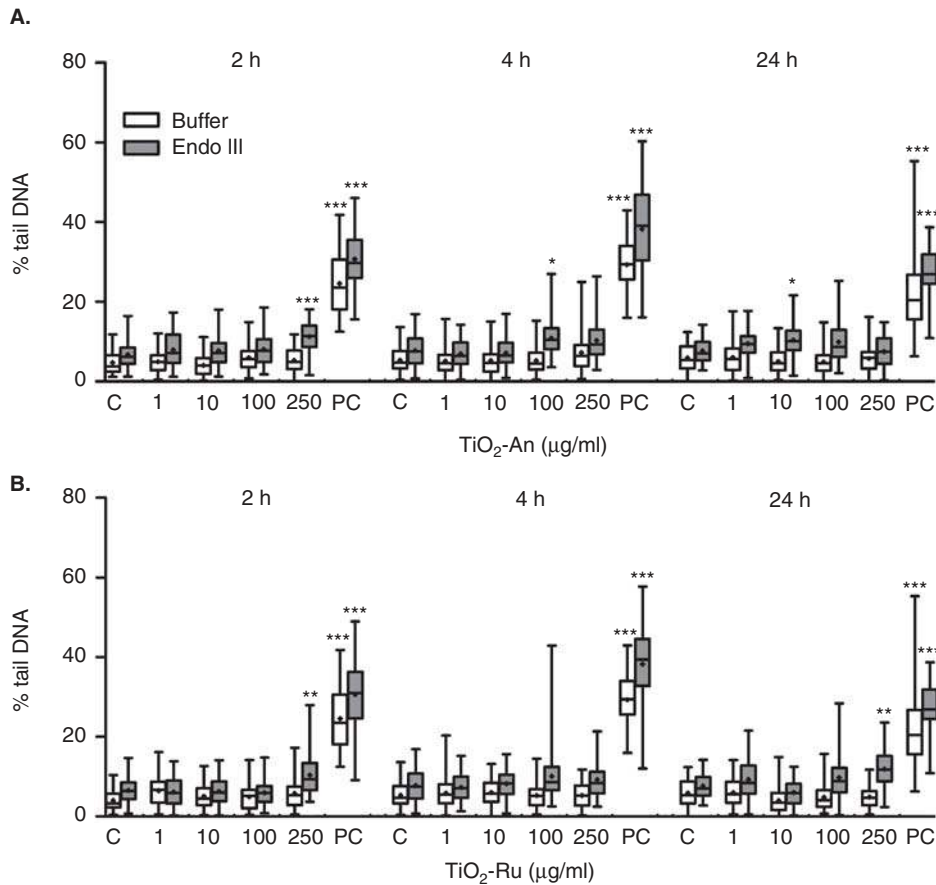 A.
2 h 4 h 24 h
80
60
40
20
0
% tail DNA
Buffer
Endo III
*** *** *** *** *** * *** * *** ***
C 1 10 100 250 PC C 1 10 100 250 PC C 1 10 100 250 PC
TiO₂-An (μg/ml)
B.
2 h 4 h 24 h
80
60
40
20
0
% tail DNA
** *** *** *** *** ** *** ***
C 1 10 100 250 PC C 1 10 100 250 PC C 1 10 100 250 PC
TiO₂-Ru (μg/ml)